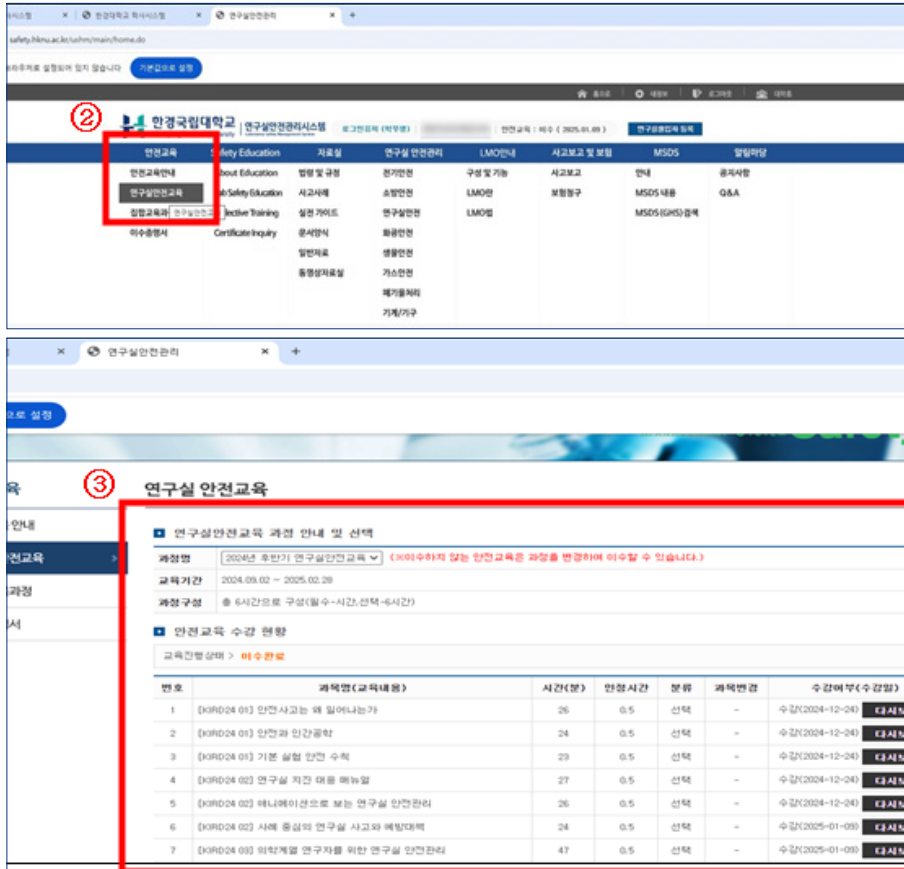 연구실안전관리
safety.hknu.ac.kr/ushm/main/home.do
기본값으로 설정
②
한경국립대학교 연구실안전관리시스템 안전교육 : 이수 ( 2025.01.09 )
안전교육 Safety Education 자료실 연구실 안전관리 LMO안내 사고보고 및 보험 MSDS 알림마당
안전교육안내 About Education 법령 및 규정 전기안전 구성 및 기능 사고보고 안내 공지사항
연구실안전교육 Lab Safety Education 사고사례 소방안전 LMO란 보험청구 MSDS 내용 Q&A
집합교육과 연구실안전교 lective Training 실전 가이드 연구실안전 LMO법 MSDS (GHS) 검색
이수증명서 Certificate Inquiry 문서양식 화공안전
일반자료 생물안전
동영상자료실 가스안전
폐기물처리
기계/기구
연구실안전관리
으로 설정
육
③
연구실 안전교육
안내
전교육
과정
서
연구실안전교육 과정 안내 및 선택
과정명 2024년 후반기 연구실안전교육 (※이수하지 않는 안전교육은 과정을 변경하여 이수할 수 있습니다.)
교육기간 2024.09.02 ~ 2025.02.28
과정구성 총 6시간으로 구성(필수-시간,선택-6시간)
안전교육 수강 현황
교육진행상태 > 이수완료
번호 과목명(교육내용) 시간(분) 인정시간 분류 과목변경 수강여부(수강일)
1 [KIRD24 01] 안전사고는 왜 일어나는가 26 0.5 선택 - 수강(2024-12-24) 다시보
2 [KIRD24 01] 안전과 인간공학 24 0.5 선택 - 수강(2024-12-24) 다시보
3 [KIRD24 01] 기본 실험 안전 수칙 23 0.5 선택 - 수강(2024-12-24) 다시보
4 [KIRD24 02] 연구실 지진 대응 매뉴얼 27 0.5 선택 - 수강(2024-12-24) 다시보
5 [KIRD24 02] 애니메이션으로 보는 연구실 안전관리 26 0.5 선택 - 수강(2024-12-24) 다시보
6 [KIRD24 02] 사례 중심의 연구실 사고와 예방대책 24 0.5 선택 - 수강(2025-01-09) 다시보
7 [KIRD24 03] 의학계열 연구자를 위한 연구실 안전관리 47 0.5 선택 - 수강(2025-01-09) 다시보